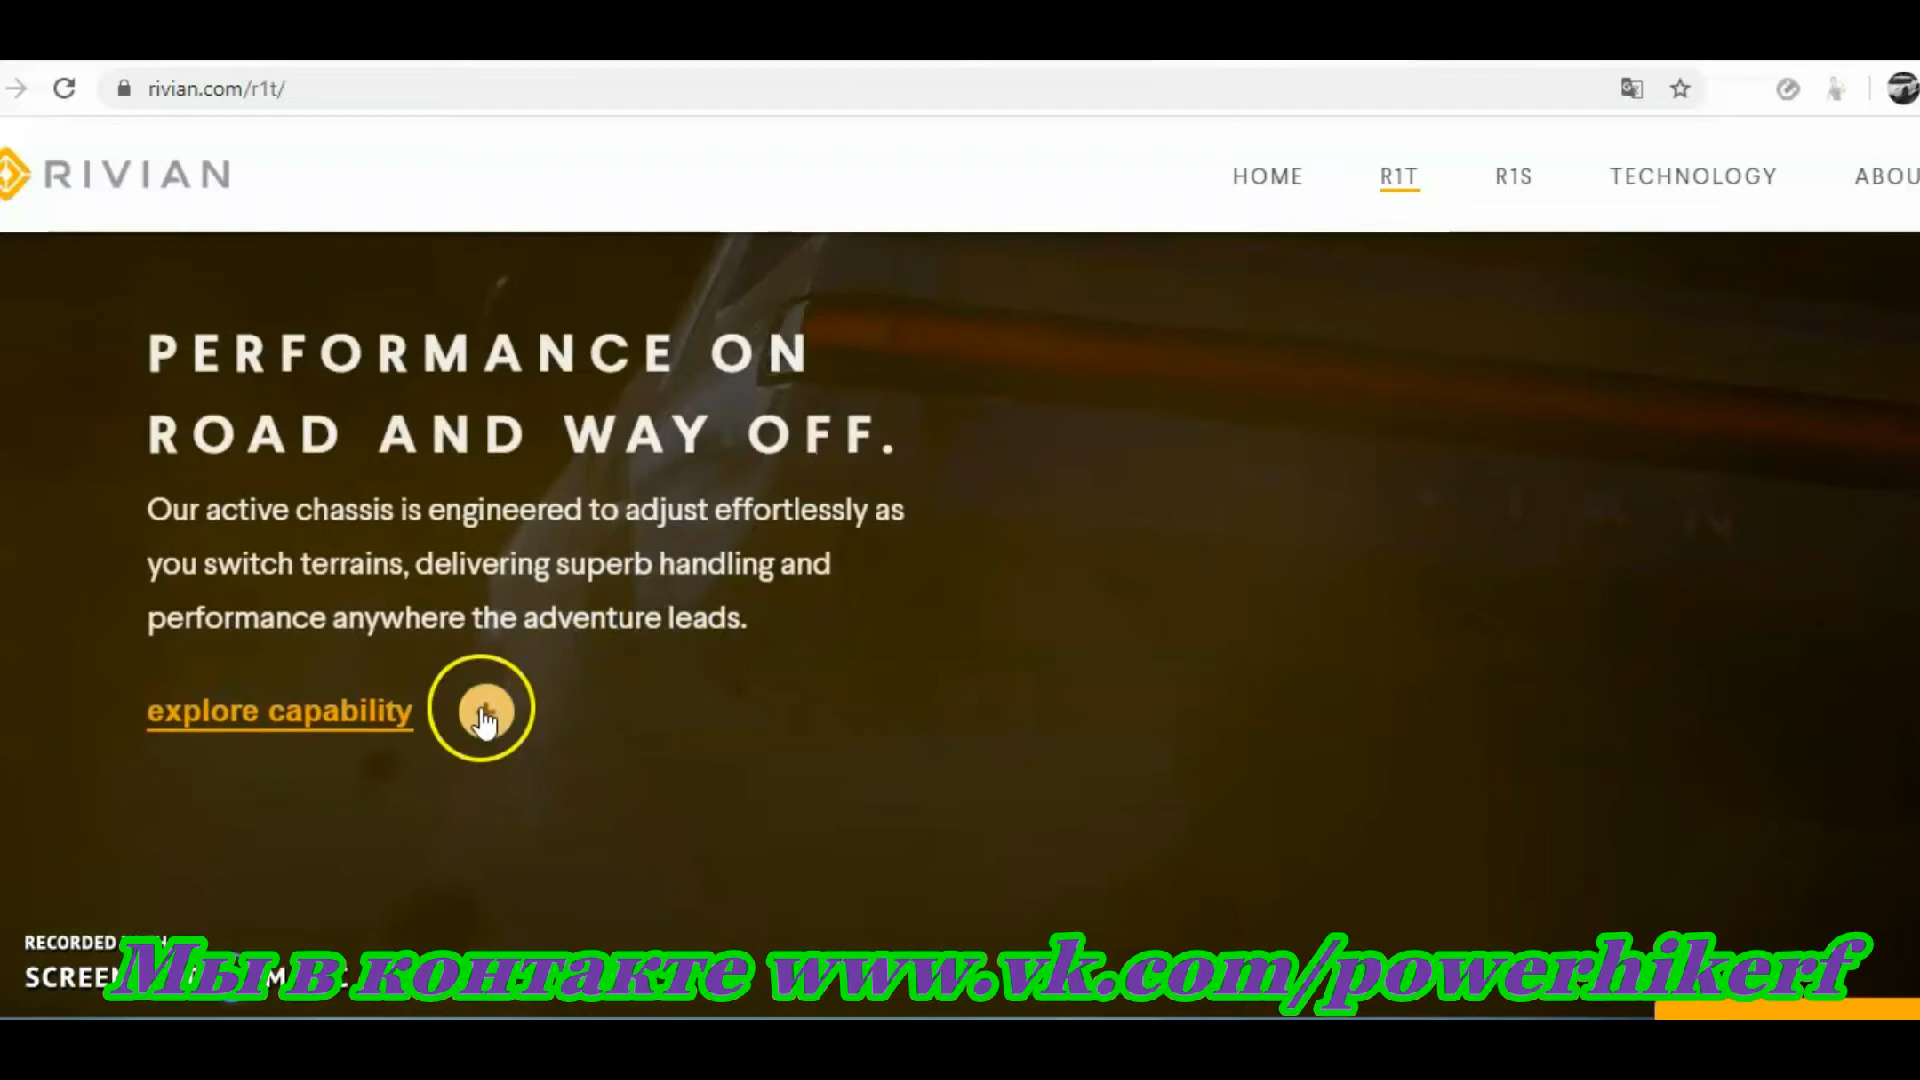 rivian.com/r1t/
RIVIAN
HOME R1T R1S TECHNOLOGY ABOU
PERFORMANCE ON
ROAD AND WAY OFF.
Our active chassis is engineered to adjust effortlessly as
you switch terrains, delivering superb handling and
performance anywhere the adventure leads.
explore capability
RECORDED
SCREEN
Мы в контакте www.vk.com/powerhikerf